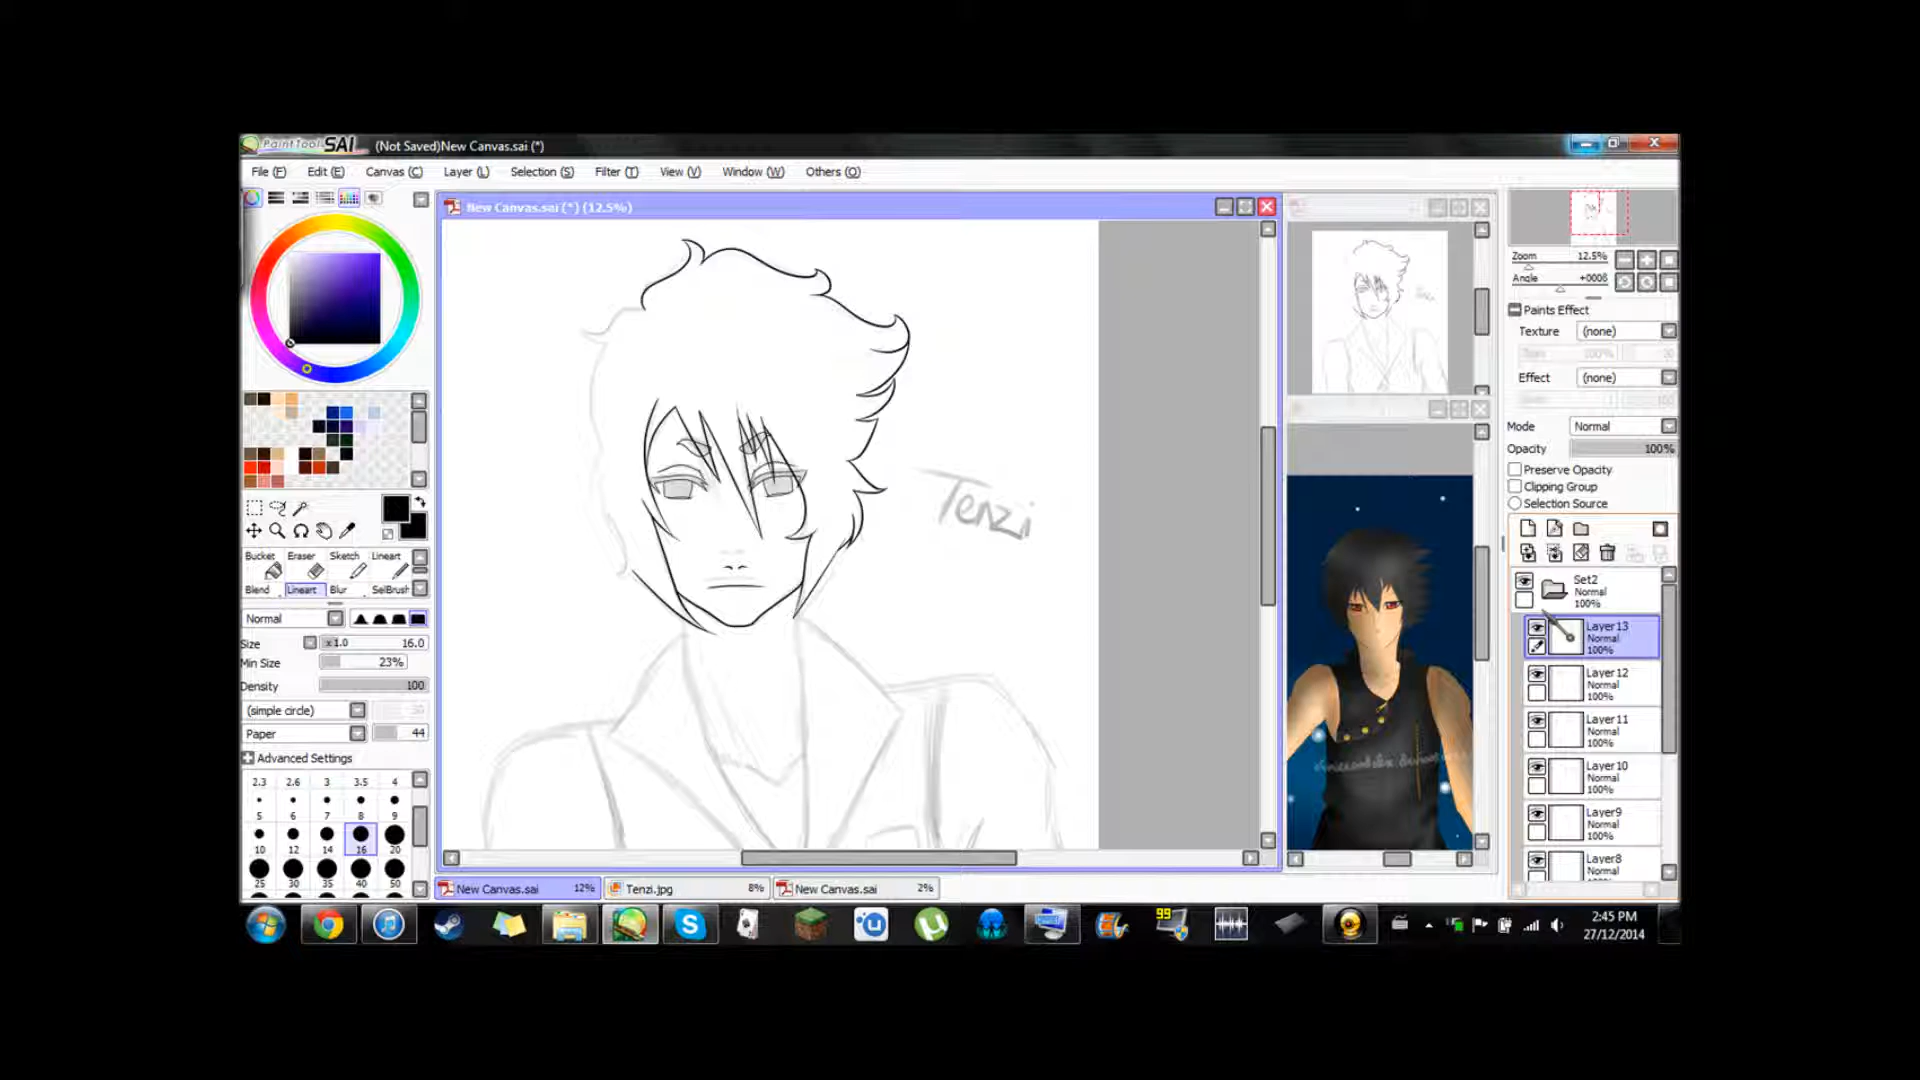 PaintTool SAI (Not Saved)New Canvas.sai (*)
File (F) Edit (E) Canvas (C) Layer (L) Selection (S) Filter (T) View (V) Window (W) Others (O)
New Canvas.sai (*) (12.5%)
Zoom 12.5%
Angle +0008
Paints Effect
Texture (none)
Effect (none)
Mode Normal
Opacity 100%
Preserve Opacity
Clipping Group
Selection Source
Tenzi
Bucket Eraser Sketch Lineart
Blend Lineart Blur SelBrush
Normal
Size x1.0 16.0
Min Size 23%
Density 100
(simple circle)
Paper 44
Advanced Settings
2.3 2.6 3 3.5 4
5 6 7 8 9
10 12 14 16 20
25 30 35 40 50
Set2
Normal
100%
Layer13
Normal
100%
Layer12
Normal
100%
Layer11
Normal
100%
Layer10
Normal
100%
Layer9
Normal
100%
Layer8
Normal
New Canvas.sai 12% Tenzi.jpg 8% New Canvas.sai 2%
99
2:45 PM
27/12/2014